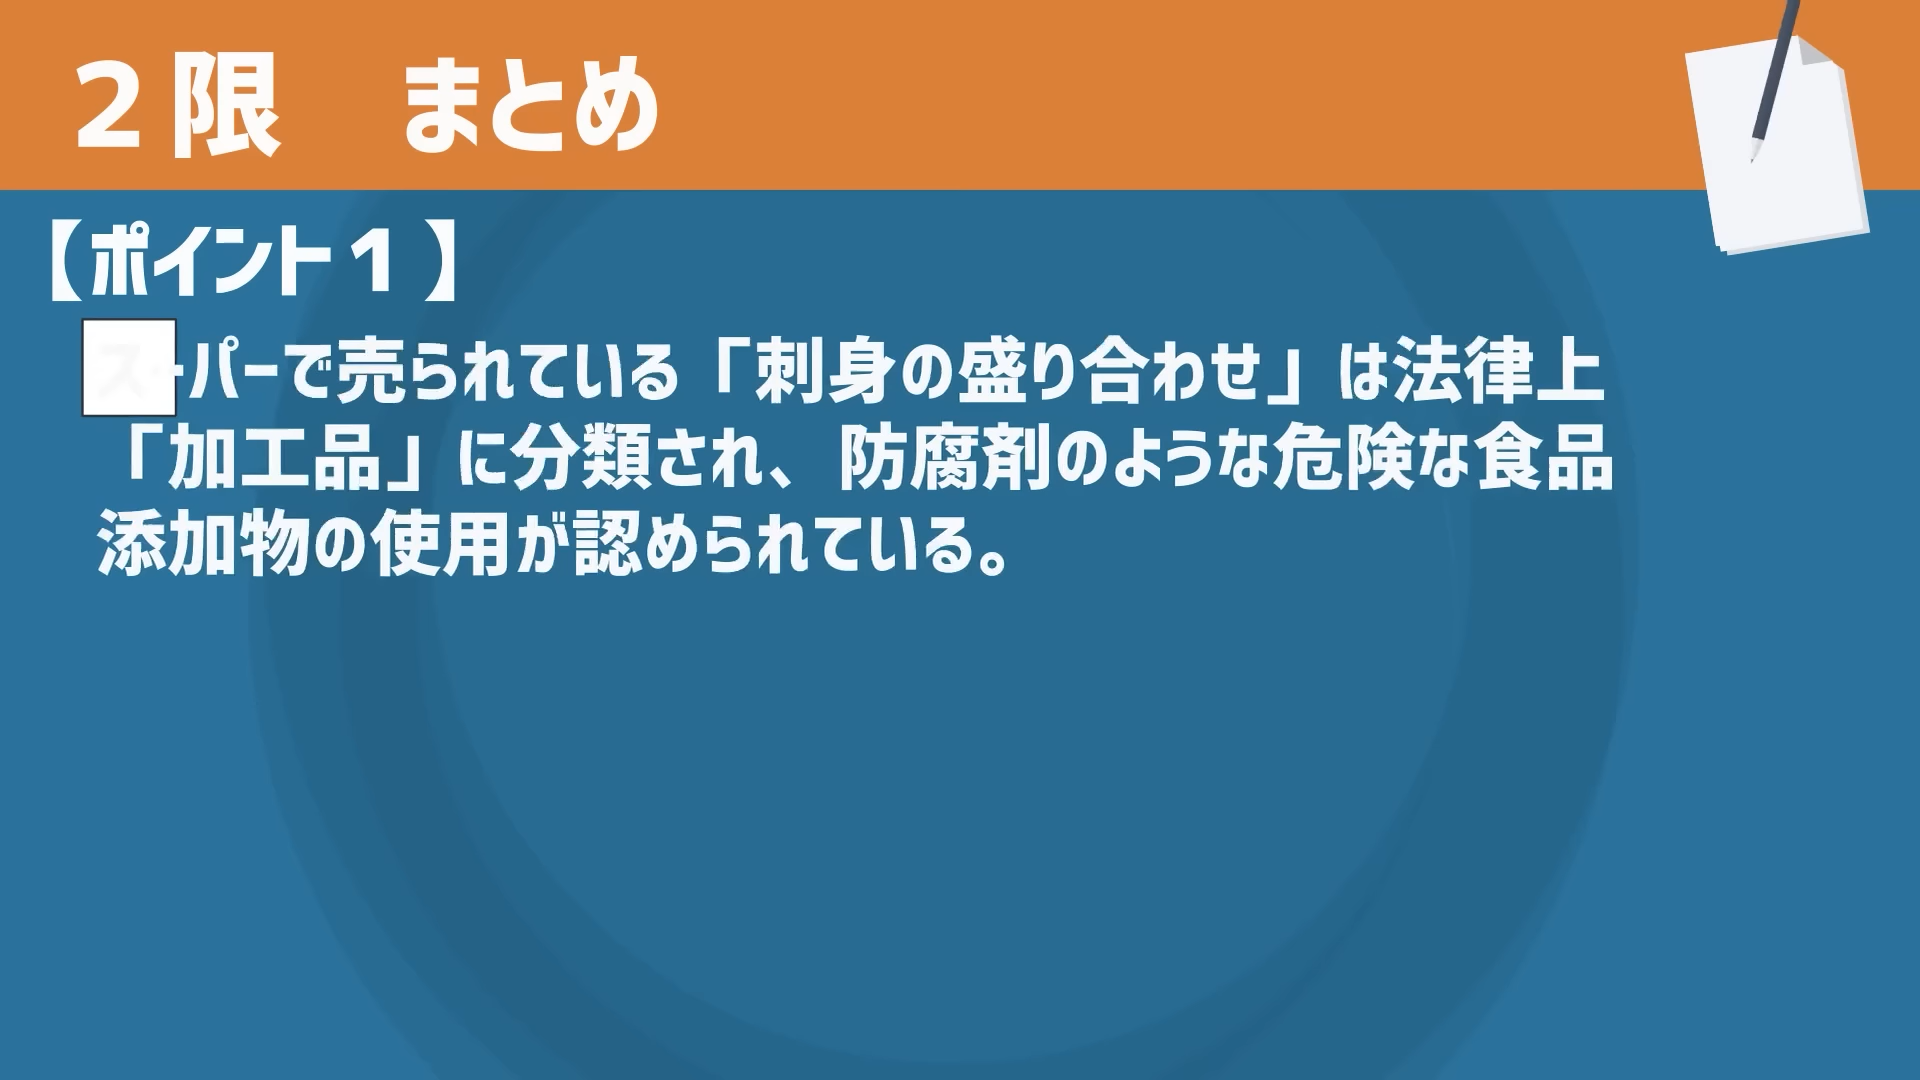 ２限　まとめ
【ポイント１】
スーパーで売られている「刺身の盛り合わせ」は法律上
「加工品」に分類され、防腐剤のような危険な食品
添加物の使用が認められている。